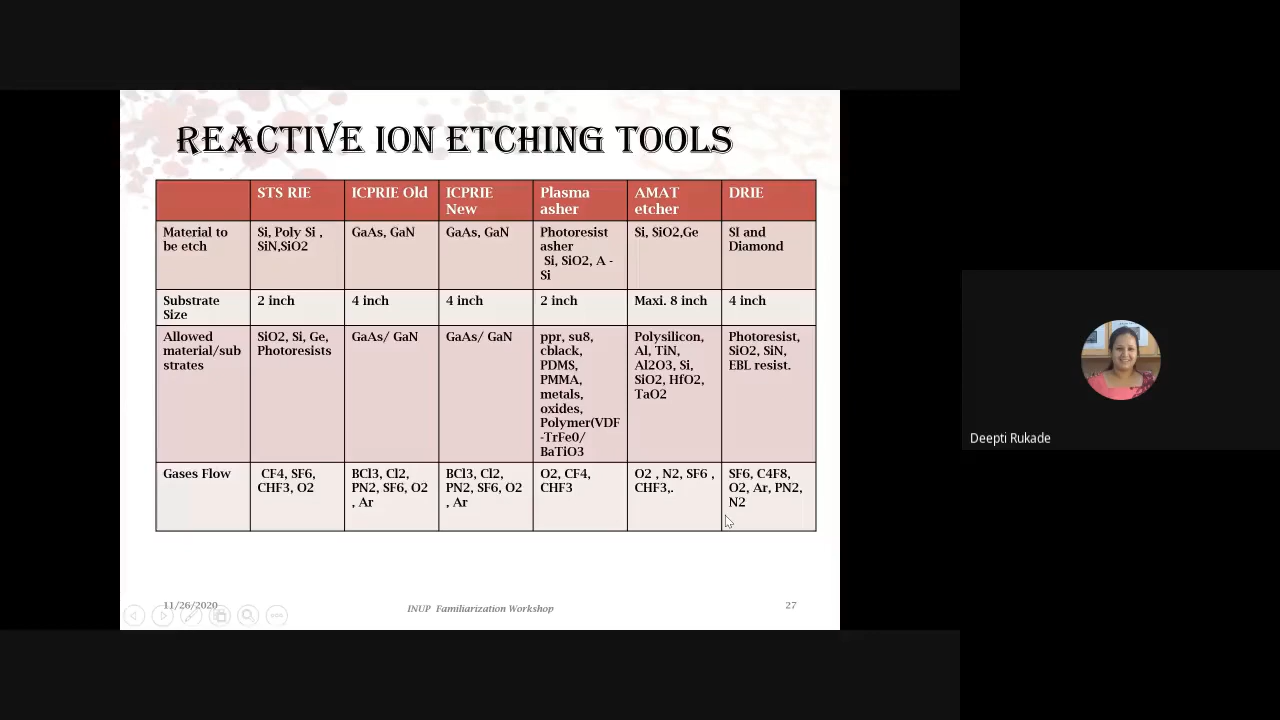 REACTIVE ION ETCHING TOOLS
STS RIE
ICPRIE Old
ICPRIE
New
Plasma
asher
AMAT
etcher
DRIE
Material to
be etch
Si, Poly Si ,
SiN,SiO2
GaAs, GaN
GaAs, GaN
Photoresist
asher
Si, SiO2, A -
Si
Si, SiO2,Ge
SI and
Diamond
Substrate
Size
2 inch
4 inch
4 inch
2 inch
Maxi. 8 inch
4 inch
Allowed
material/sub
strates
SiO2, Si, Ge,
Photoresists
GaAs/ GaN
GaAs/ GaN
ppr, su8,
cblack,
PDMS,
PMMA,
metals,
oxides,
Polymer(VDF
-TrFe0/
BaTiO3
Polysilicon,
Al, TiN,
Al2O3, Si,
SiO2, HfO2,
TaO2
Photoresist,
SiO2, SiN,
EBL resist.
Gases Flow
CF4, SF6,
CHF3, O2
BCl3, Cl2,
PN2, SF6, O2
, Ar
BCl3, Cl2,
PN2, SF6, O2
, Ar
O2, CF4,
CHF3
O2 , N2, SF6 ,
CHF3,.
SF6, C4F8,
O2, Ar, PN2,
N2
11/26/2020
INUP Familiarization Workshop
27
Deepti Rukade